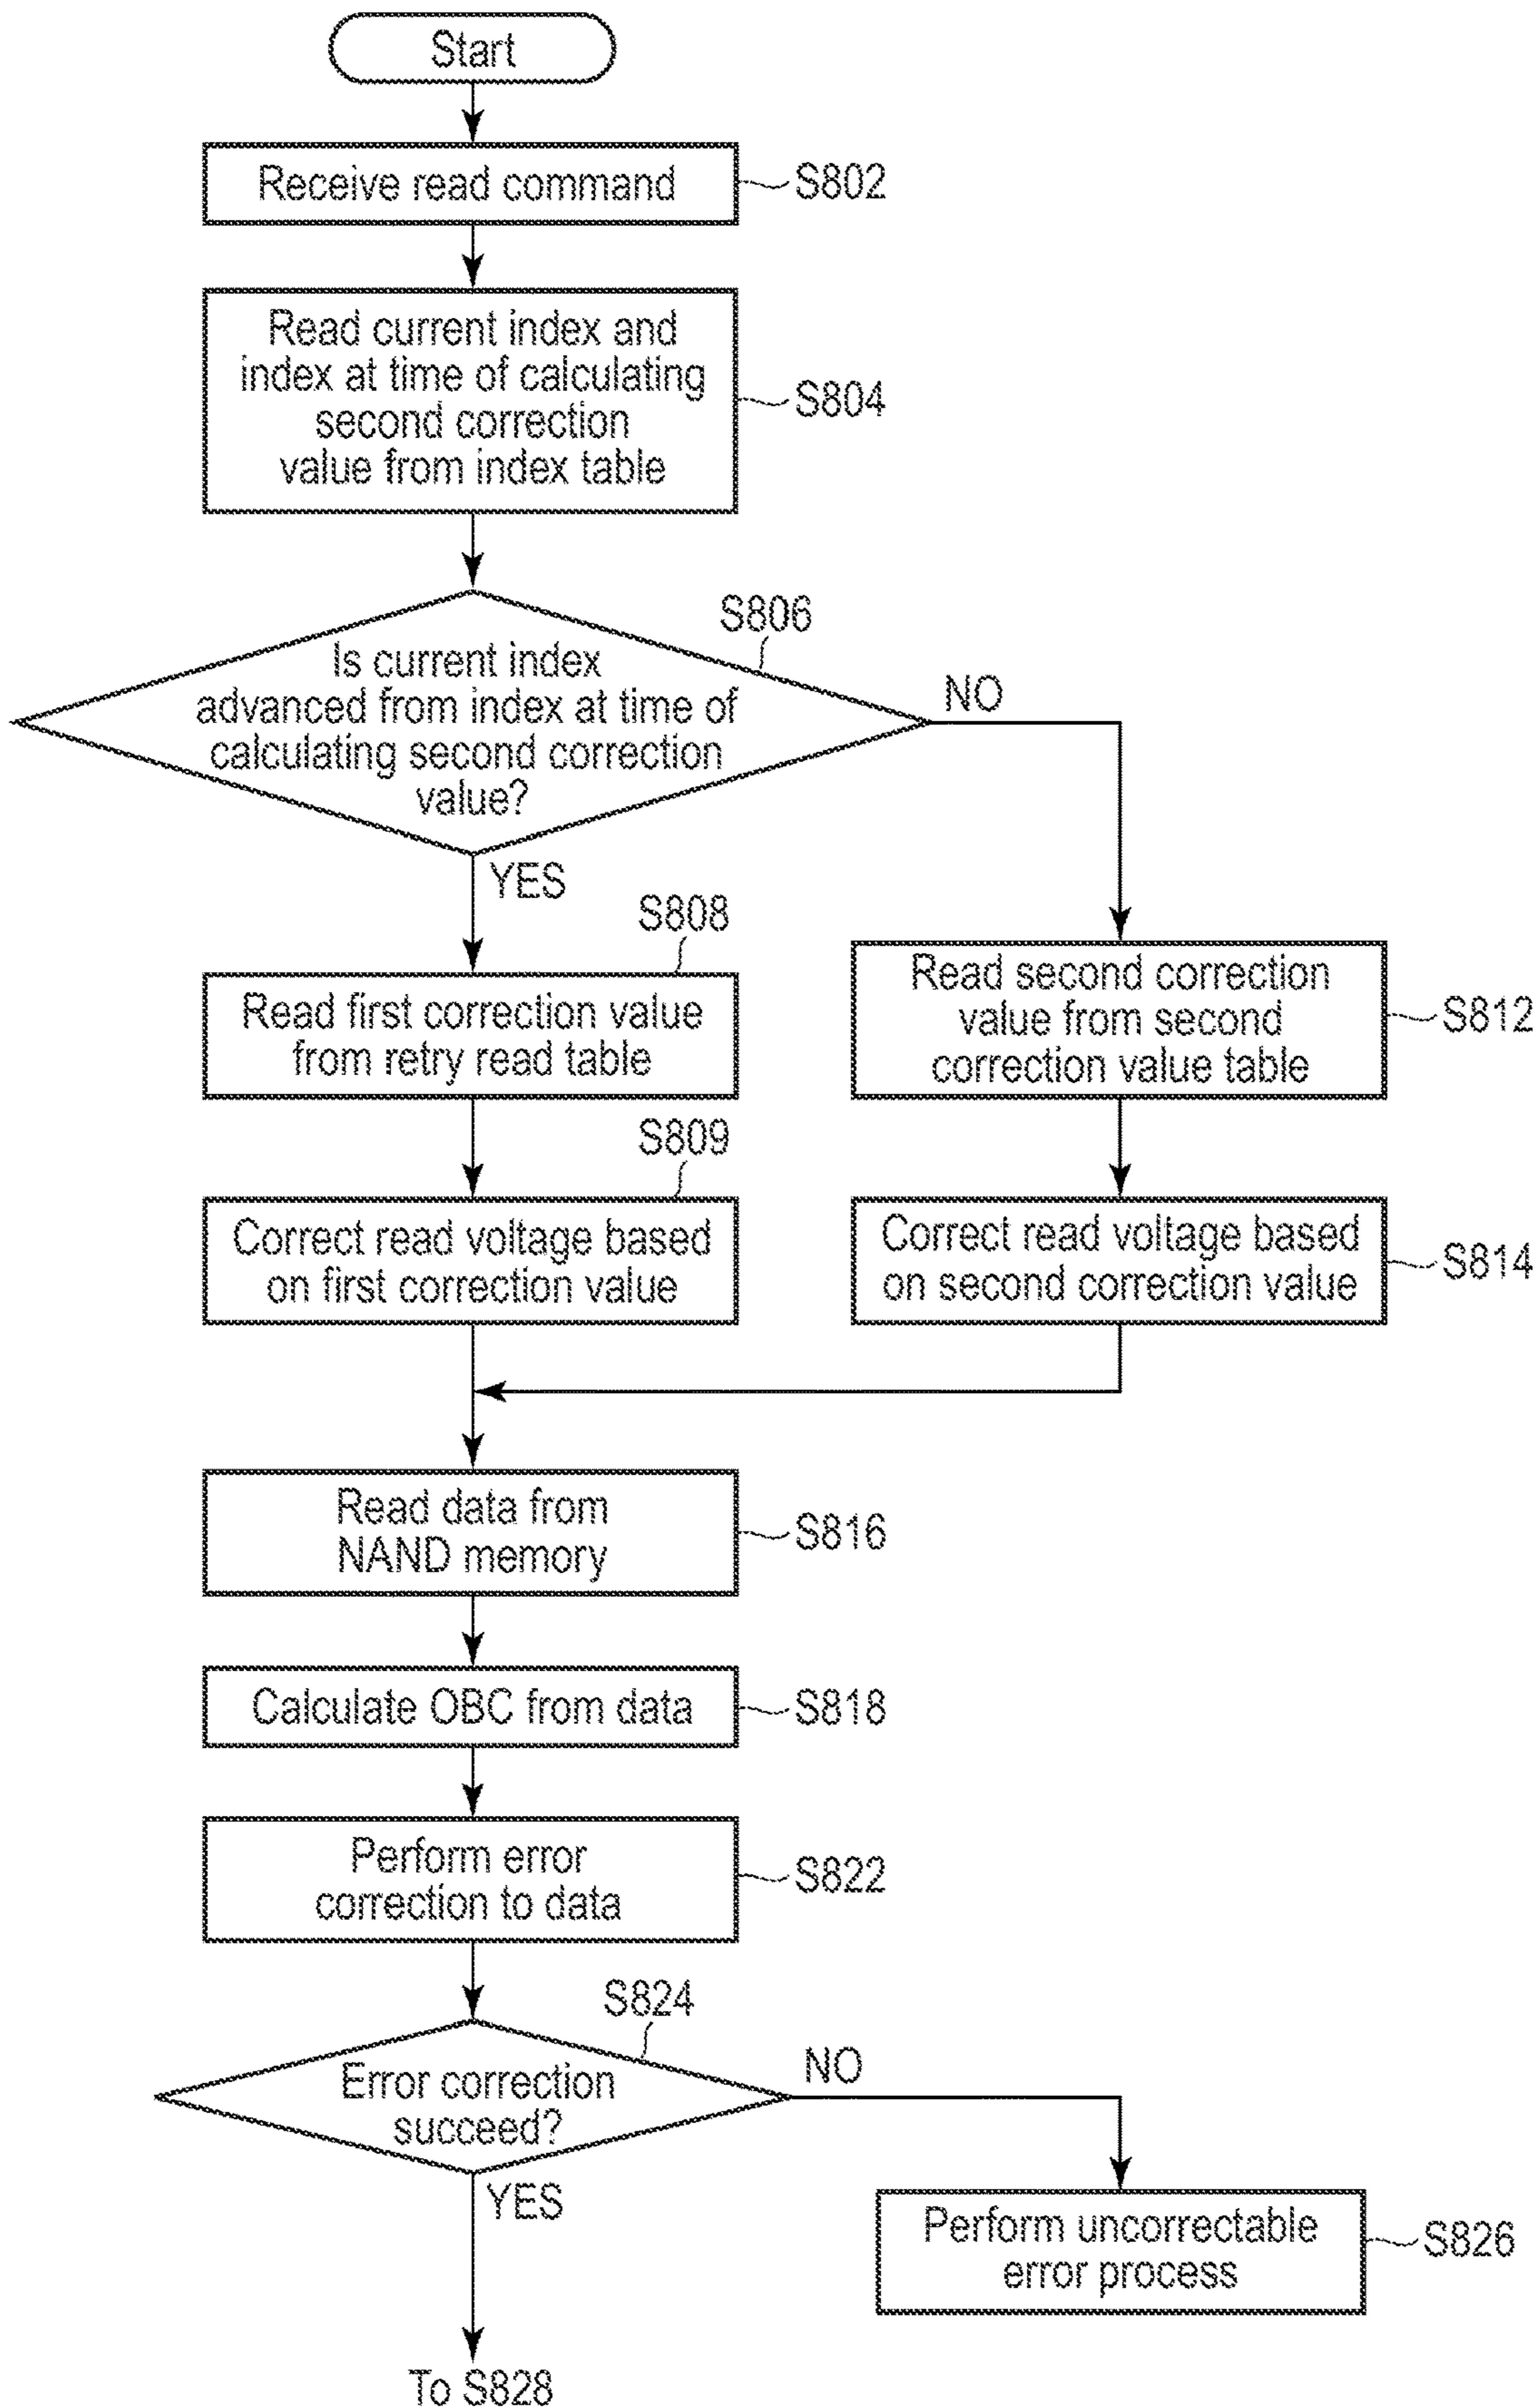 Start
Receive read command
S802
Read current index and
index at time of calculating
second correction
value from index table
S804
S806
Is current index
advanced from index at time of
calculating second correction
value?
NO
YES
S808
Read first correction value
from retry read table
Read second correction
value from second
correction value table
S812
S809
Correct read voltage based
on first correction value
Correct read voltage based
on second correction value
S814
Read data from
NAND memory
S816
Calculate OBC from data
S818
Perform error
correction to data
S822
S824
Error correction
succeed?
NO
YES
Perform uncorrectable
error process
S826
To S828